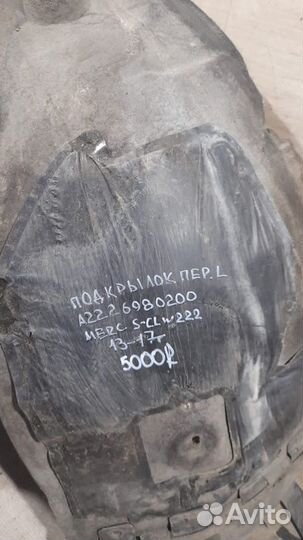 ПОДКРЫЛОК ПЕР. L
A222 6980200
MERC S-CL W222
13-17г
5000₽
Avito